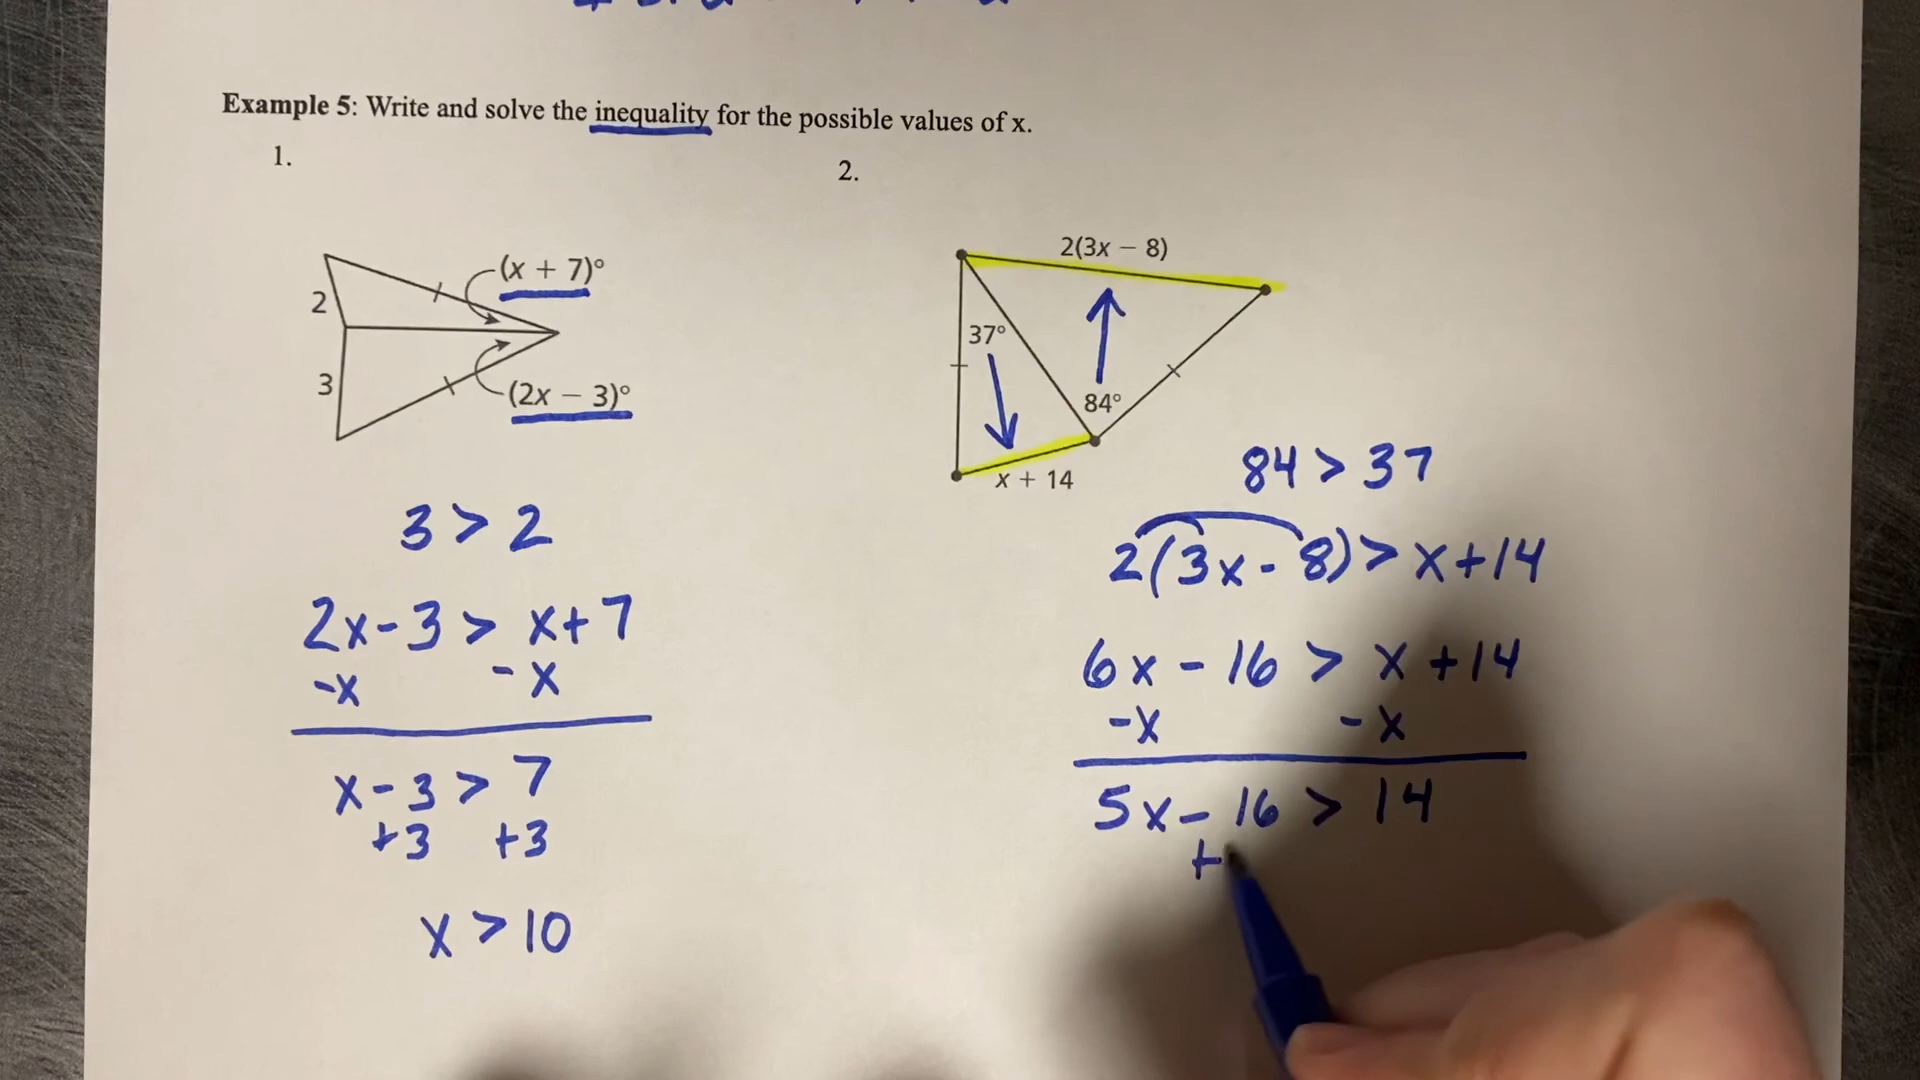 Example 5: Write and solve the inequality for the possible values of x.
1.
2
3
(x + 7)°
(2x − 3)°
3 > 2
2x - 3 > x + 7
-x - x
x - 3 > 7
+3 +3
x > 10
2.
2(3x − 8)
37°
84°
x + 14
84 > 37
2(3x - 8) > x + 14
6x - 16 > x + 14
-x - x
5x - 16 > 14
+